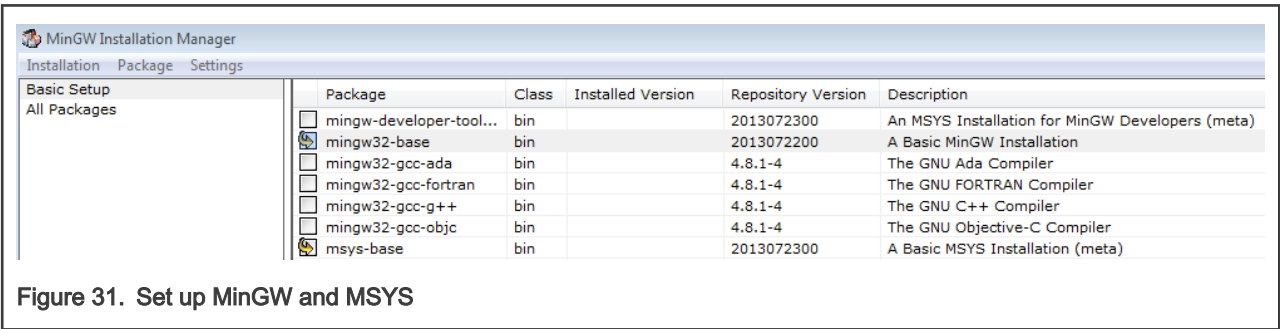 MinGW Installation Manager
Installation Package Settings
Basic Setup
All Packages
Package Class Installed Version Repository Version Description
mingw-developer-tool... bin 2013072300 An MSYS Installation for MinGW Developers (meta)
mingw32-base bin 2013072200 A Basic MinGW Installation
mingw32-gcc-ada bin 4.8.1-4 The GNU Ada Compiler
mingw32-gcc-fortran bin 4.8.1-4 The GNU FORTRAN Compiler
mingw32-gcc-g++ bin 4.8.1-4 The GNU C++ Compiler
mingw32-gcc-objc bin 4.8.1-4 The GNU Objective-C Compiler
msys-base bin 2013072300 A Basic MSYS Installation (meta)
Figure 31. Set up MinGW and MSYS